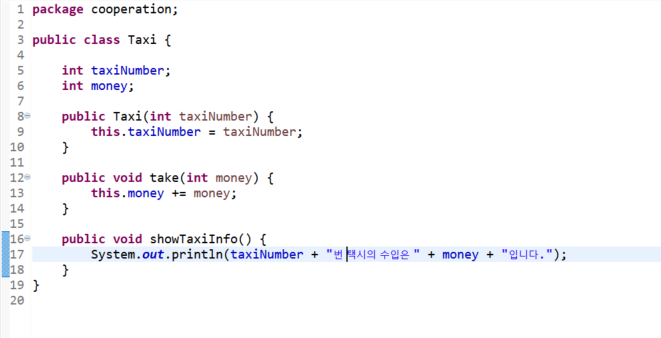 1 package cooperation;
2
3 public class Taxi {
4
5     int taxiNumber;
6     int money;
7
8     public Taxi(int taxiNumber) {
9         this.taxiNumber = taxiNumber;
10     }
11
12     public void take(int money) {
13         this.money += money;
14     }
15
16     public void showTaxiInfo() {
17         System.out.println(taxiNumber + "번 택시의 수입은 " + money + "입니다.");
18     }
19 }
20